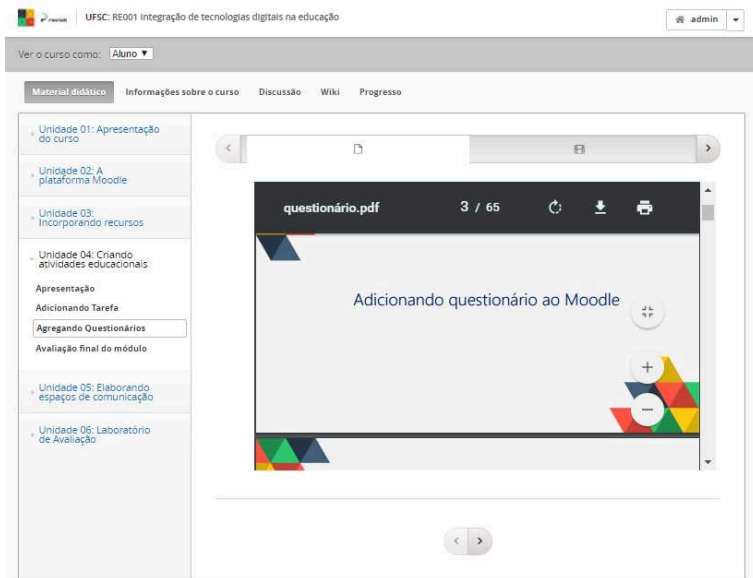 UFSC: RE001 Integração de tecnologias digitais na educação
admin
Ver o curso como: Aluno
Material didático Informações sobre o curso Discussão Wiki Progresso
Unidade 01: Apresentação
do curso
Unidade 02: A
plataforma Moodle
Unidade 03:
Incorporando recursos
Unidade 04: Criando
atividades educacionais
Apresentação
Adicionando Tarefa
Agregando Questionários
Avaliação final do módulo
Unidade 05: Elaborando
espaços de comunicação
Unidade 06: Laboratório
de Avaliação
questionário.pdf 3 / 65
Adicionando questionário ao Moodle